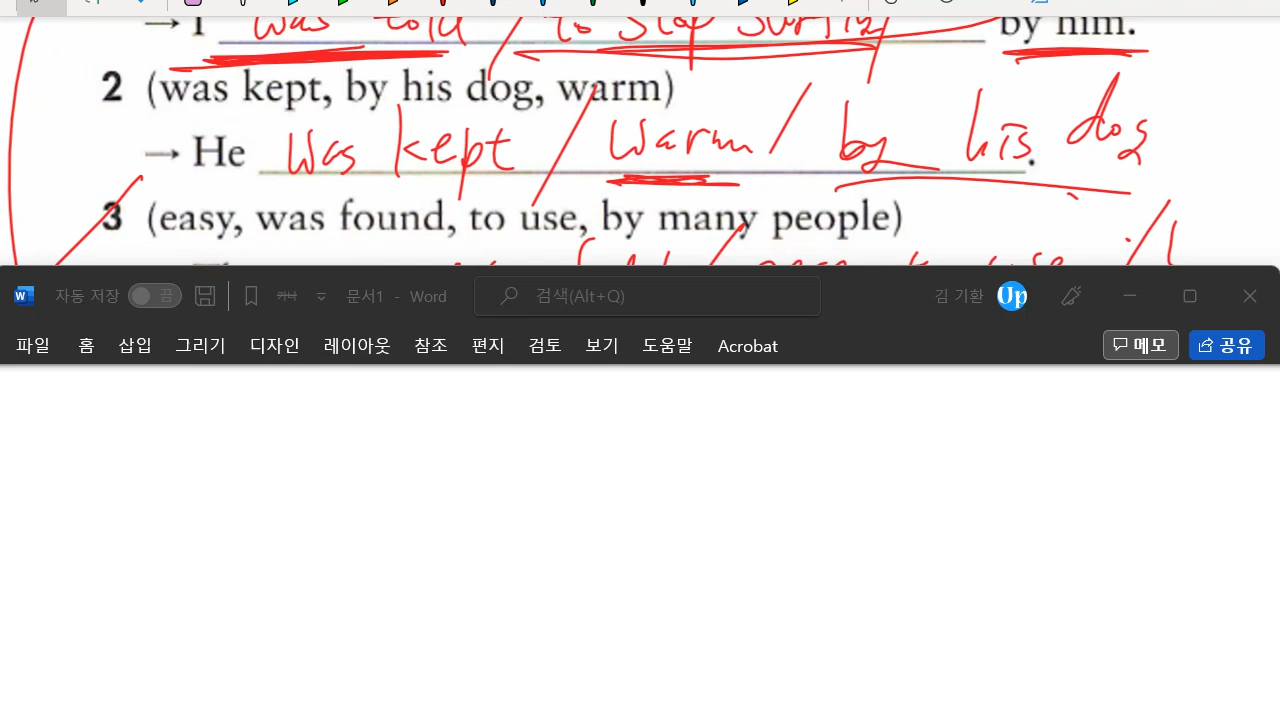 → I was told / to stop surfing by him.
2 (was kept, by his dog, warm)
→ He was kept / warm / by his dog.
3 (easy, was found, to use, by many people)
자동 저장 끔 문서1 - Word 검색(Alt+Q) 김 기환 Up
파일 홈 삽입 그리기 디자인 레이아웃 참조 편지 검토 보기 도움말 Acrobat 메모 공유